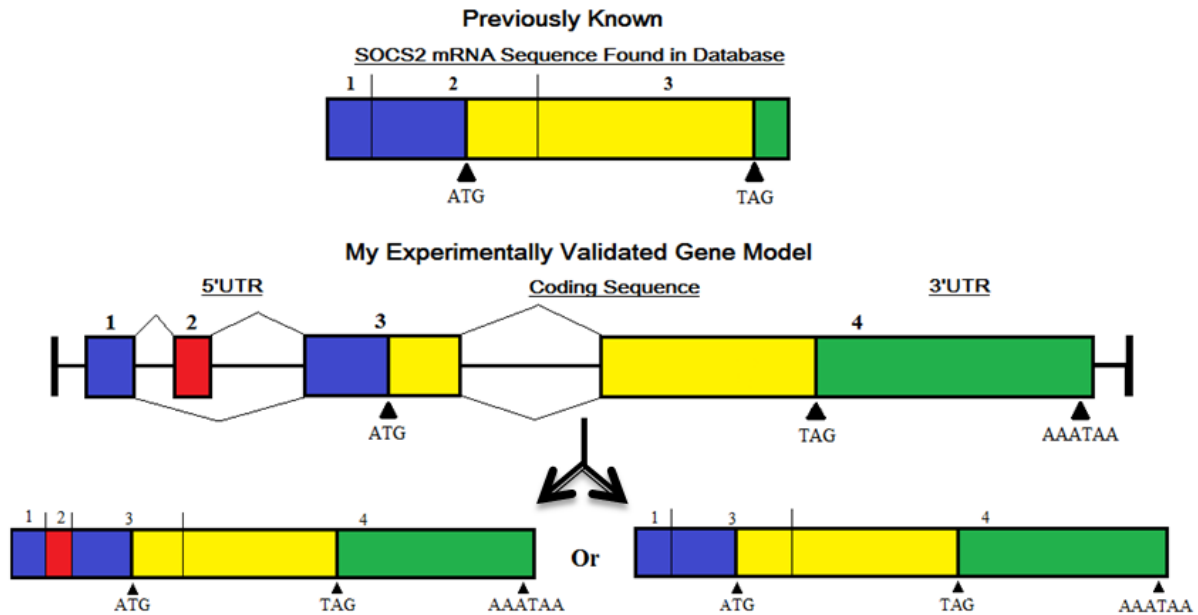 Previously Known
SOCS2 mRNA Sequence Found in Database
1 2 3
ATG TAG
My Experimentally Validated Gene Model
5'UTR Coding Sequence 3'UTR
1 2 3 4
ATG TAG AAATAA
1 2 3 4 1 3 4
Or
ATG TAG AAATAA ATG TAG AAATAA